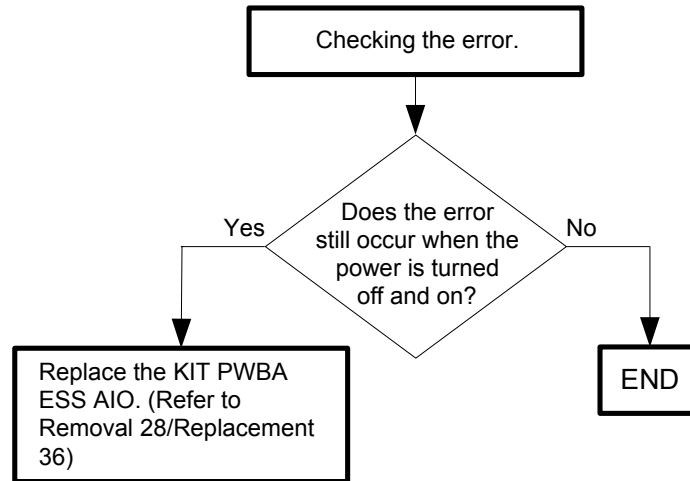 Checking the error.
Yes
Does the error
still occur when the
power is turned
off and on?
No
Replace the KIT PWBA
ESS AIO. (Refer to
Removal 28/Replacement
36)
END